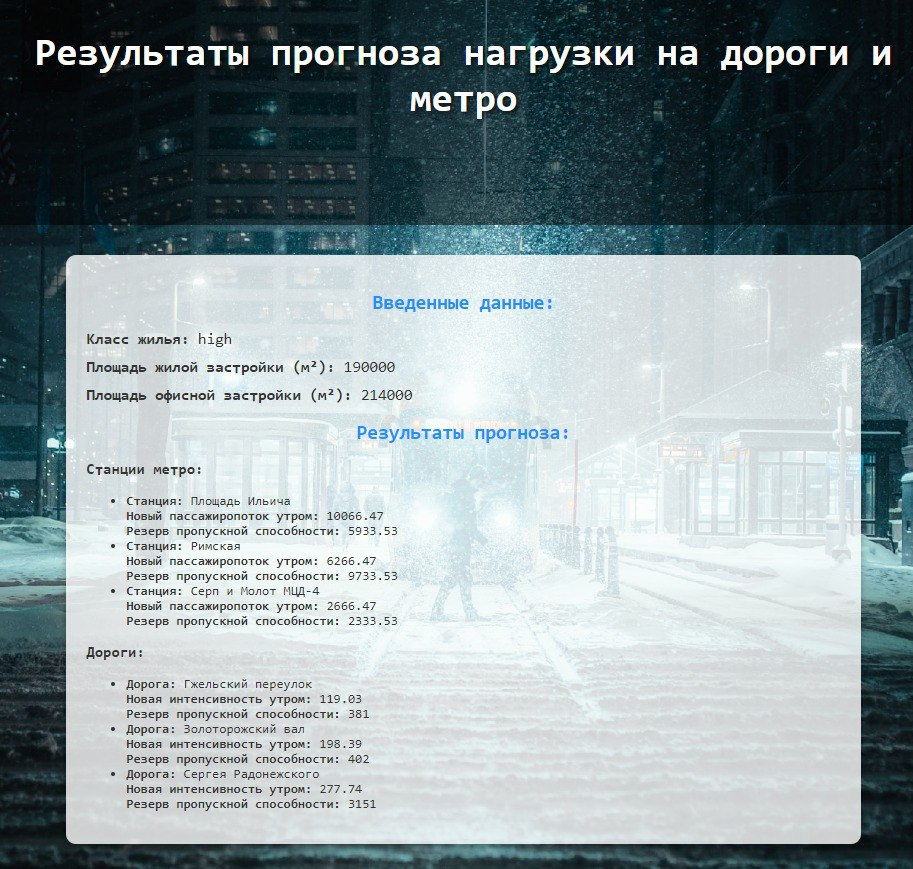 Результаты прогноза нагрузки на дороги и
метро
Введенные данные:
Класс жилья: high
Площадь жилой застройки (м²): 190000
Площадь офисной застройки (м²): 214000
Результаты прогноза:
Станции метро:
• Станция: Площадь Ильича
Новый пассажиропоток утром: 10066.47
Резерв пропускной способности: 5933.53
• Станция: Римская
Новый пассажиропоток утром: 6266.47
Резерв пропускной способности: 9733.53
• Станция: Серп и Молот МЦД-4
Новый пассажиропоток утром: 2666.47
Резерв пропускной способности: 2333.53
Дороги:
• Дорога: Гжельский переулок
Новая интенсивность утром: 119.03
Резерв пропускной способности: 381
• Дорога: Золоторожский вал
Новая интенсивность утром: 198.39
Резерв пропускной способности: 402
• Дорога: Сергея Радонежского
Новая интенсивность утром: 277.74
Резерв пропускной способности: 3151